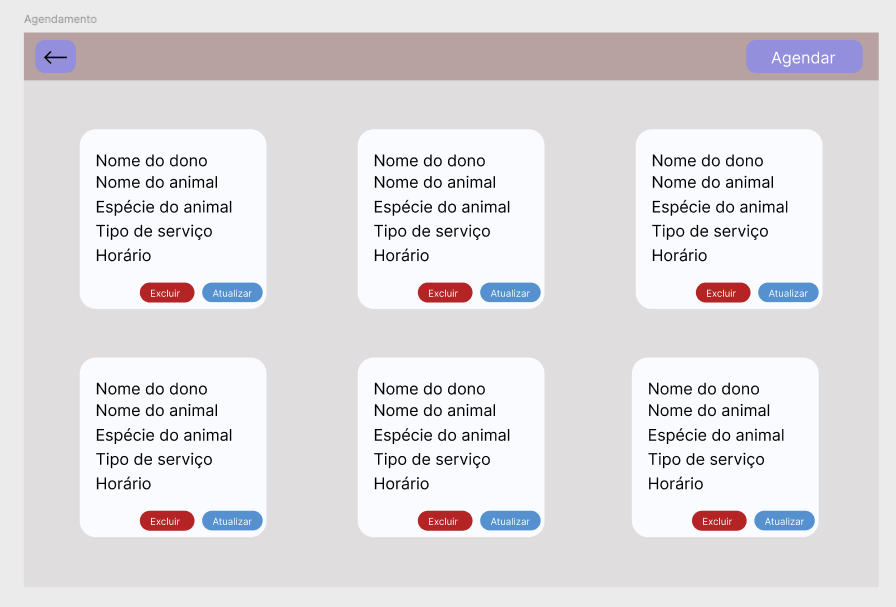 Agendamento
Agendar
Nome do dono
Nome do animal
Espécie do animal
Tipo de serviço
Horário
Excluir Atualizar
Nome do dono
Nome do animal
Espécie do animal
Tipo de serviço
Horário
Excluir Atualizar
Nome do dono
Nome do animal
Espécie do animal
Tipo de serviço
Horário
Excluir Atualizar
Nome do dono
Nome do animal
Espécie do animal
Tipo de serviço
Horário
Excluir Atualizar
Nome do dono
Nome do animal
Espécie do animal
Tipo de serviço
Horário
Excluir Atualizar
Nome do dono
Nome do animal
Espécie do animal
Tipo de serviço
Horário
Excluir Atualizar